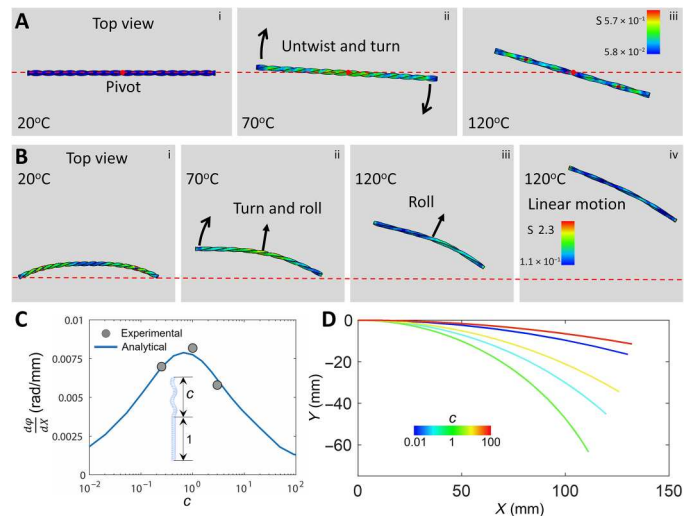 A
Top view
i
ii
iii
Untwist and turn
S 5.7 × 10⁻¹
5.8 × 10⁻²
Pivot
20°C
70°C
120°C
B
Top view
i
ii
iii
iv
20°C
70°C
120°C
120°C
Turn and roll
Roll
Linear motion
S 2.3
1.1 × 10⁻¹
C
0.01
0.0075
0.005
0.0025
0
dφ/dX (rad/mm)
Experimental
Analytical
c
1
10⁻² 10⁻¹ 10⁰ 10¹ 10²
c
D
0
−20
−40
−60
Y (mm)
c
0.01 1 100
0 50 100 150
X (mm)